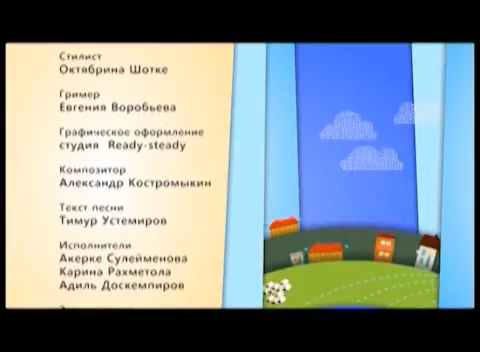 Стилист
Октябрина Шотке
Гример
Евгения Воробьева
Графическое оформление
студия Ready-steady
Композитор
Александр Костромыкин
Текст песни
Тимур Устемиров
Исполнители
Акерке Сулейменова
Карина Рахметола
Адиль Доскемпиров